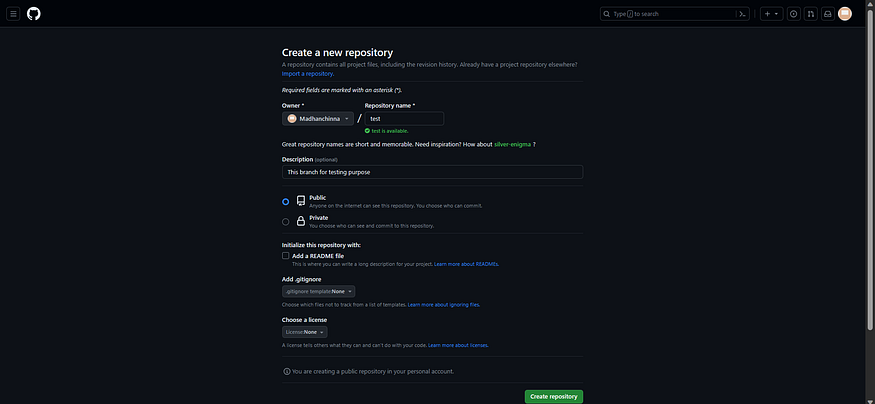 Type / to search
Create a new repository
A repository contains all project files, including the revision history. Already have a project repository elsewhere?
Import a repository.
Required fields are marked with an asterisk (*).
Owner * Repository name *
Madhanchinna / test
test is available.
Great repository names are short and memorable. Need inspiration? How about silver-enigma ?
Description (optional)
This branch for testing purpose
Public
Anyone on the internet can see this repository. You choose who can commit.
Private
You choose who can see and commit to this repository.
Initialize this repository with:
Add a README file
This is where you can write a long description for your project. Learn more about READMEs.
Add .gitignore
.gitignore template: None
Choose which files not to track from a list of templates. Learn more about ignoring files.
Choose a license
License: None
A license tells others what they can and can't do with your code. Learn more about licenses.
You are creating a public repository in your personal account.
Create repository